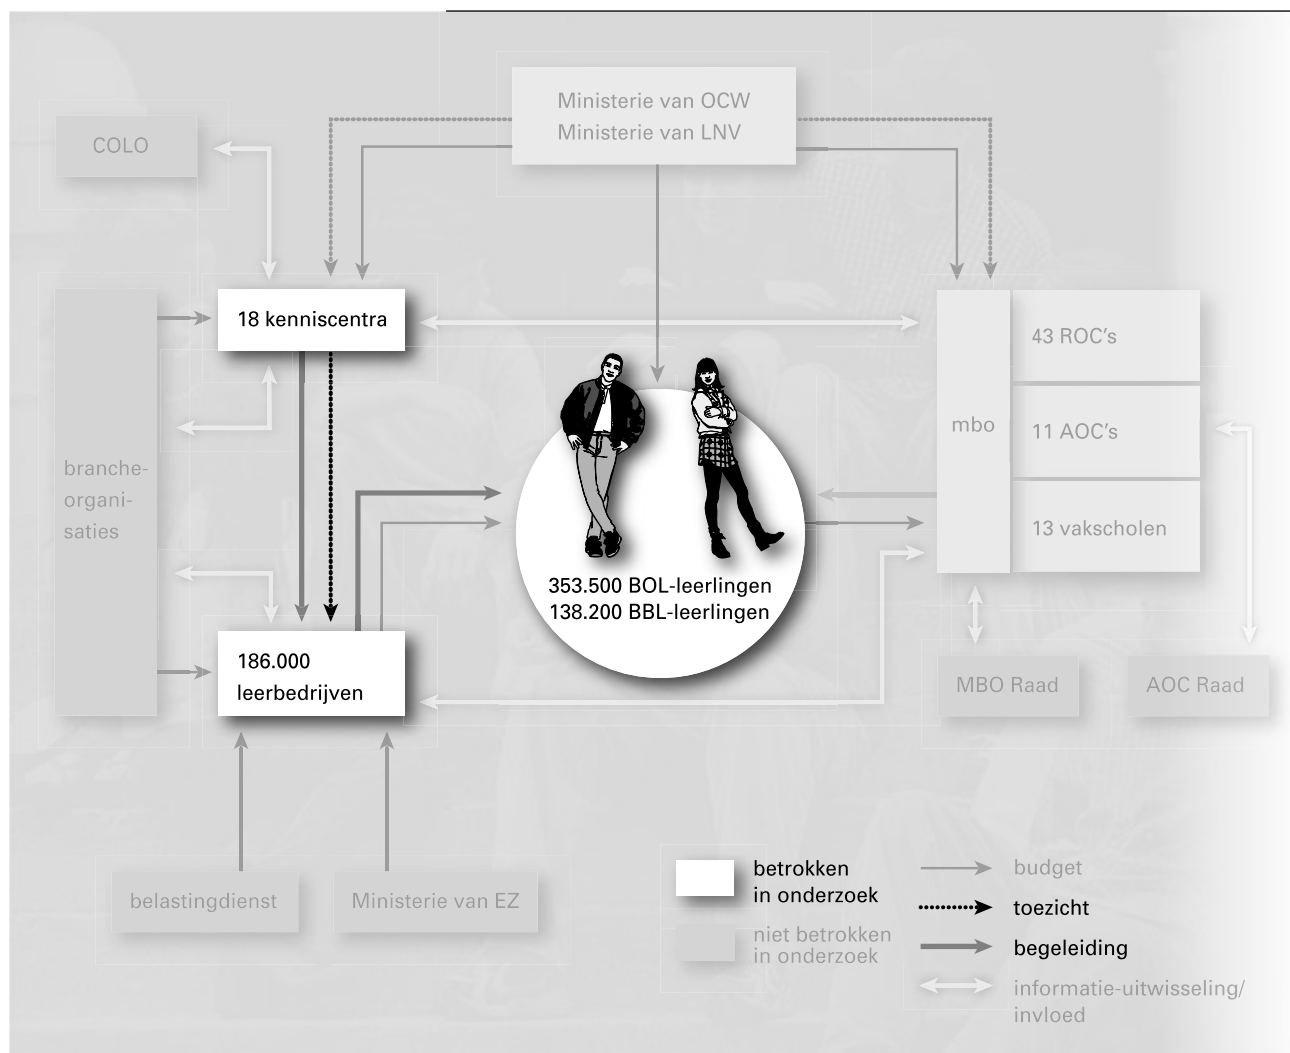 Ministerie van OCW
Ministerie van LNV
COLO
18 kenniscentra
43 ROC's
mbo
11 AOC's
13 vakscholen
branche-
organi-
saties
353.500 BOL-leerlingen
138.200 BBL-leerlingen
186.000
leerbedrijven
MBO Raad
AOC Raad
belastingdienst
Ministerie van EZ
betrokken
in onderzoek
niet betrokken
in onderzoek
budget
toezicht
begeleiding
informatie-uitwisseling/
invloed